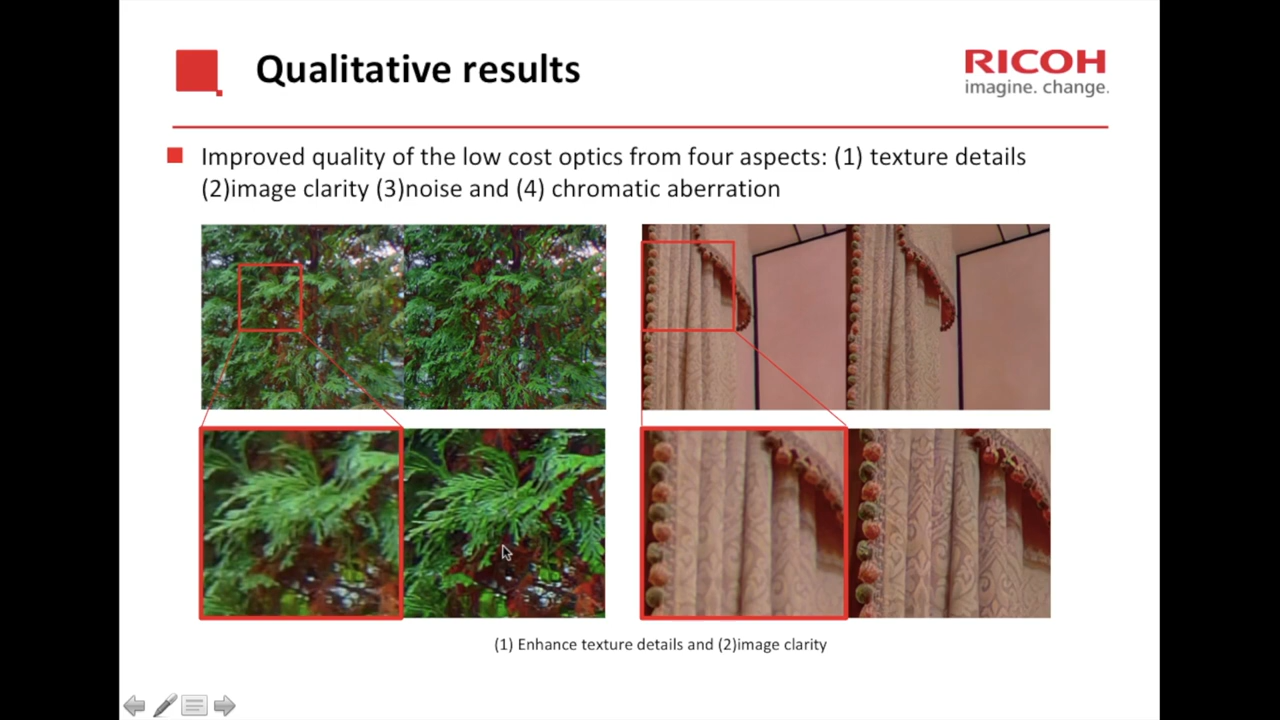 Qualitative results
RICOH
imagine. change.
Improved quality of the low cost optics from four aspects: (1) texture details
(2)image clarity (3)noise and (4) chromatic aberration
(1) Enhance texture details and (2)image clarity